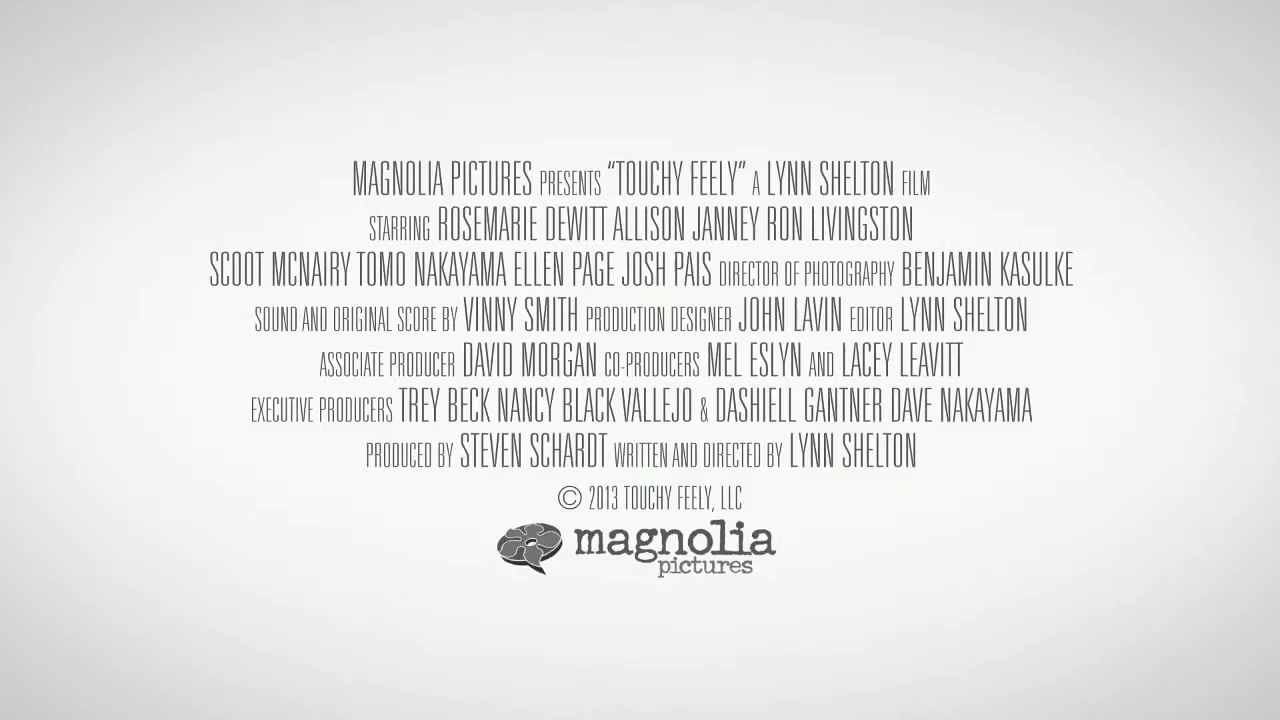 MAGNOLIA PICTURES PRESENTS “TOUCHY FEELY” A LYNN SHELTON FILM
STARRING ROSEMARIE DEWITT ALLISON JANNEY RON LIVINGSTON
SCOOT MCNAIRY TOMO NAKAYAMA ELLEN PAGE JOSH PAIS DIRECTOR OF PHOTOGRAPHY BENJAMIN KASULKE
SOUND AND ORIGINAL SCORE BY VINNY SMITH PRODUCTION DESIGNER JOHN LAVIN EDITOR LYNN SHELTON
ASSOCIATE PRODUCER DAVID MORGAN CO-PRODUCERS MEL ESLYN AND LACEY LEAVITT
EXECUTIVE PRODUCERS TREY BECK NANCY BLACK VALLEJO & DASHIELL GANTNER DAVE NAKAYAMA
PRODUCED BY STEVEN SCHARDT WRITTEN AND DIRECTED BY LYNN SHELTON
© 2013 TOUCHY FEELY, LLC
magnolia
pictures